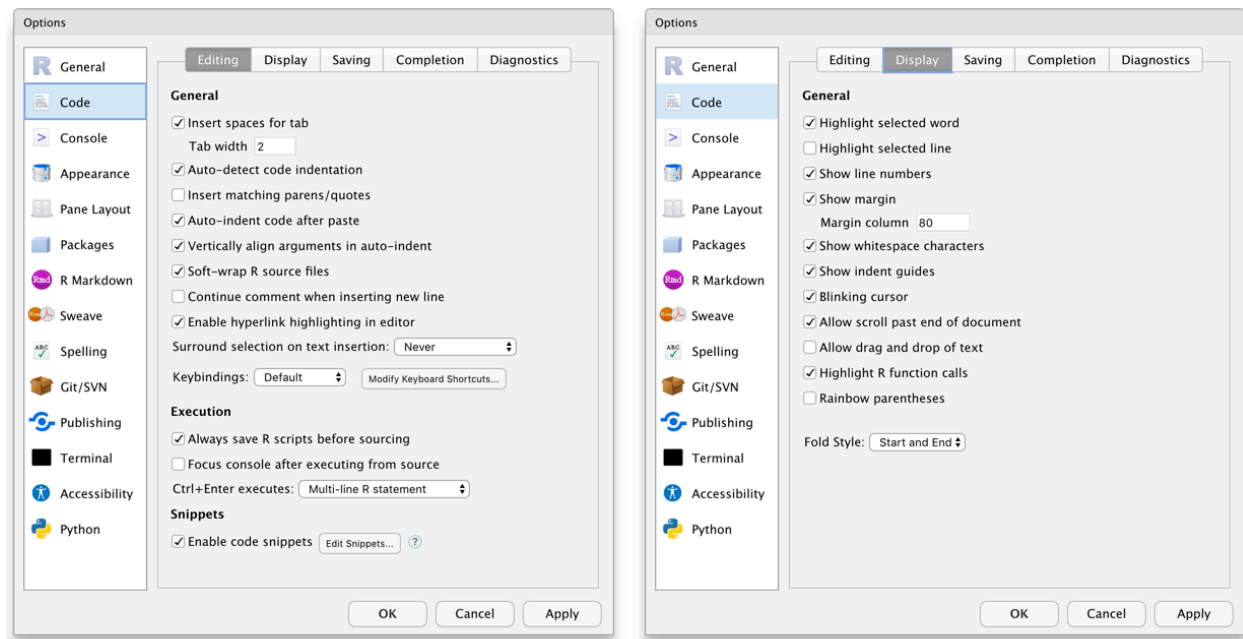 Options
General
Code
Console
Appearance
Pane Layout
Packages
Rmd R Markdown
Sweave
ABC Spelling
Git/SVN
Publishing
Terminal
Accessibility
Python
Editing Display Saving Completion Diagnostics
General
Insert spaces for tab
Tab width 2
Auto-detect code indentation
Insert matching parens/quotes
Auto-indent code after paste
Vertically align arguments in auto-indent
Soft-wrap R source files
Continue comment when inserting new line
Enable hyperlink highlighting in editor
Surround selection on text insertion: Never
Keybindings: Default Modify Keyboard Shortcuts...
Execution
Always save R scripts before sourcing
Focus console after executing from source
Ctrl+Enter executes: Multi-line R statement
Snippets
Enable code snippets Edit Snippets... ?
OK Cancel Apply
Options
General
Code
Console
Appearance
Pane Layout
Packages
Rmd R Markdown
Sweave
ABC Spelling
Git/SVN
Publishing
Terminal
Accessibility
Python
Editing Display Saving Completion Diagnostics
General
Highlight selected word
Highlight selected line
Show line numbers
Show margin
Margin column 80
Show whitespace characters
Show indent guides
Blinking cursor
Allow scroll past end of document
Allow drag and drop of text
Highlight R function calls
Rainbow parentheses
Fold Style: Start and End
OK Cancel Apply